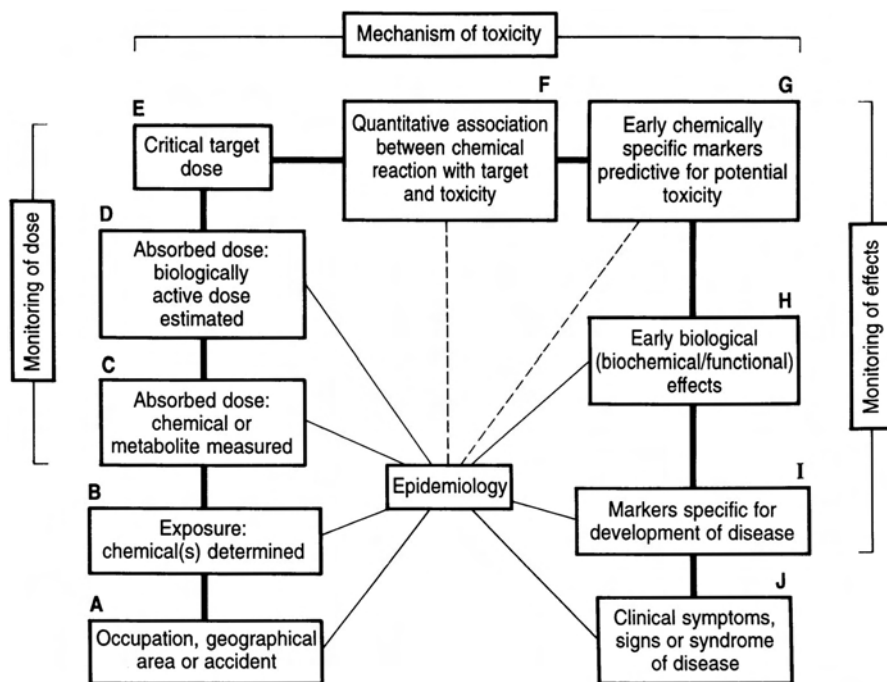 Mechanism of toxicity
E
Critical target
dose
F
Quantitative association
between chemical
reaction with target
and toxicity
G
Early chemically
specific markers
predictive for potential
toxicity
Monitoring of dose
D
Absorbed dose:
biologically
active dose
estimated
Monitoring of effects
H
Early biological
(biochemical/functional)
effects
C
Absorbed dose:
chemical or
metabolite measured
Epidemiology
B
Exposure:
chemical(s) determined
I
Markers specific for
development of disease
A
Occupation, geographical
area or accident
J
Clinical symptoms,
signs or syndrome
of disease